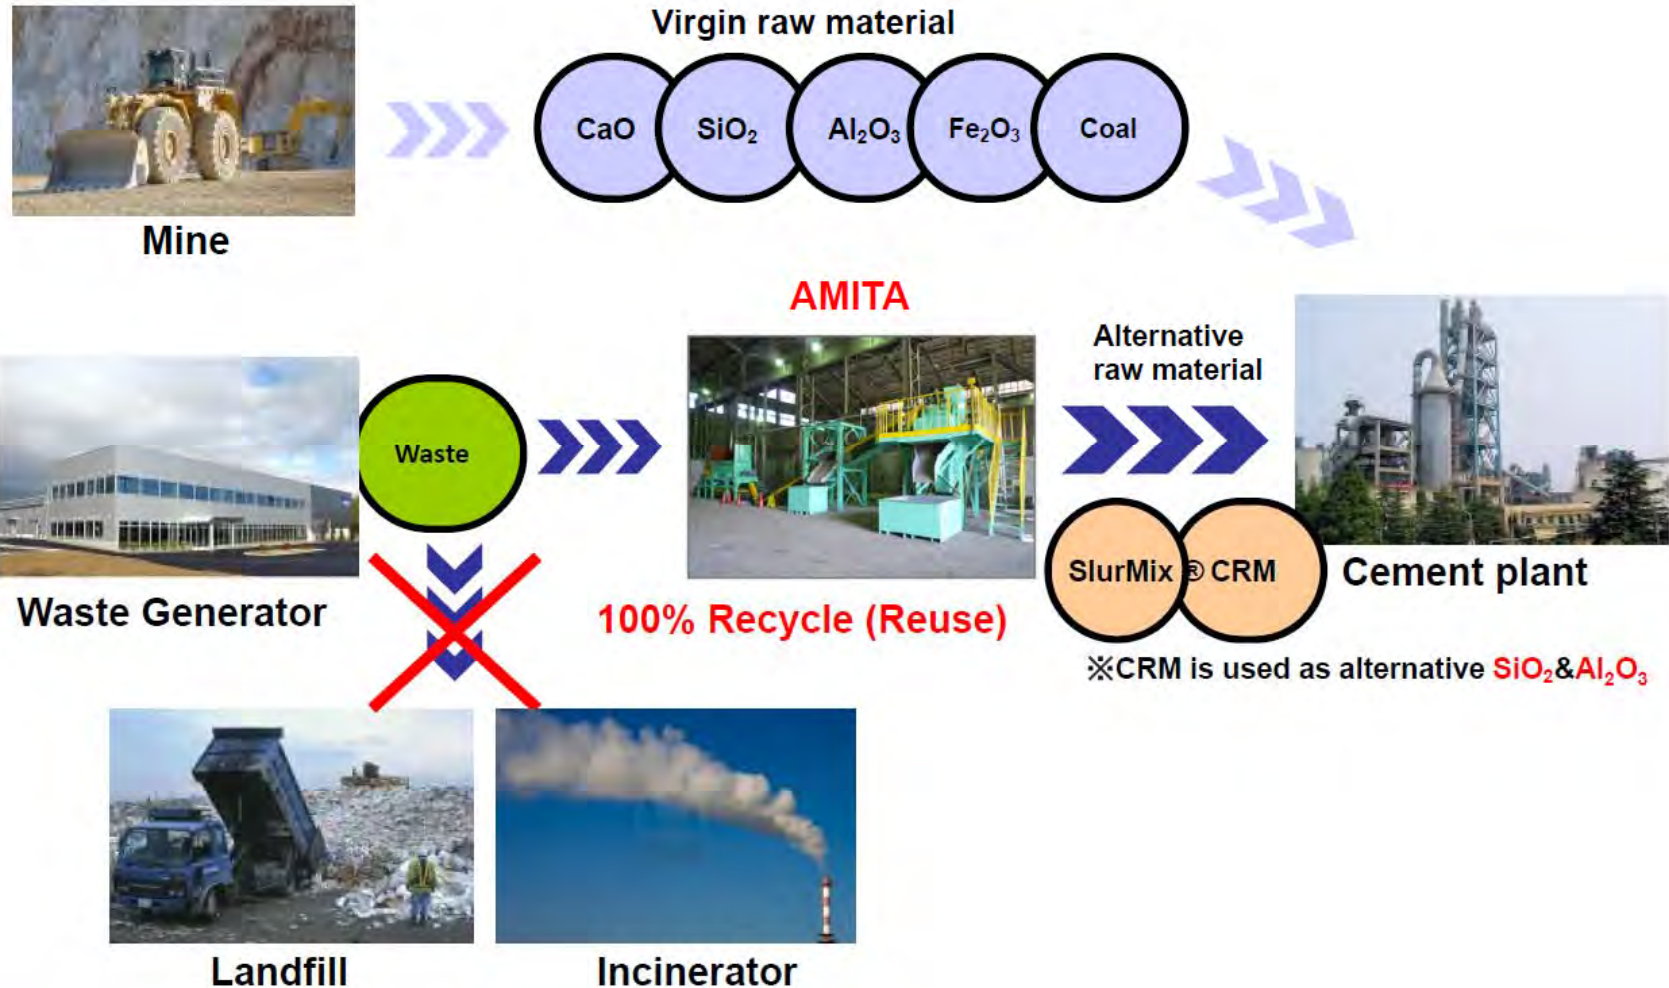 Virgin raw material
CaO
SiO₂
Al₂O₃
Fe₂O₃
Coal
Mine
AMITA
Alternative
raw material
Waste
Waste Generator
100% Recycle (Reuse)
SlurMix ® CRM
Cement plant
※CRM is used as alternative SiO₂&Al₂O₃
Landfill
Incinerator